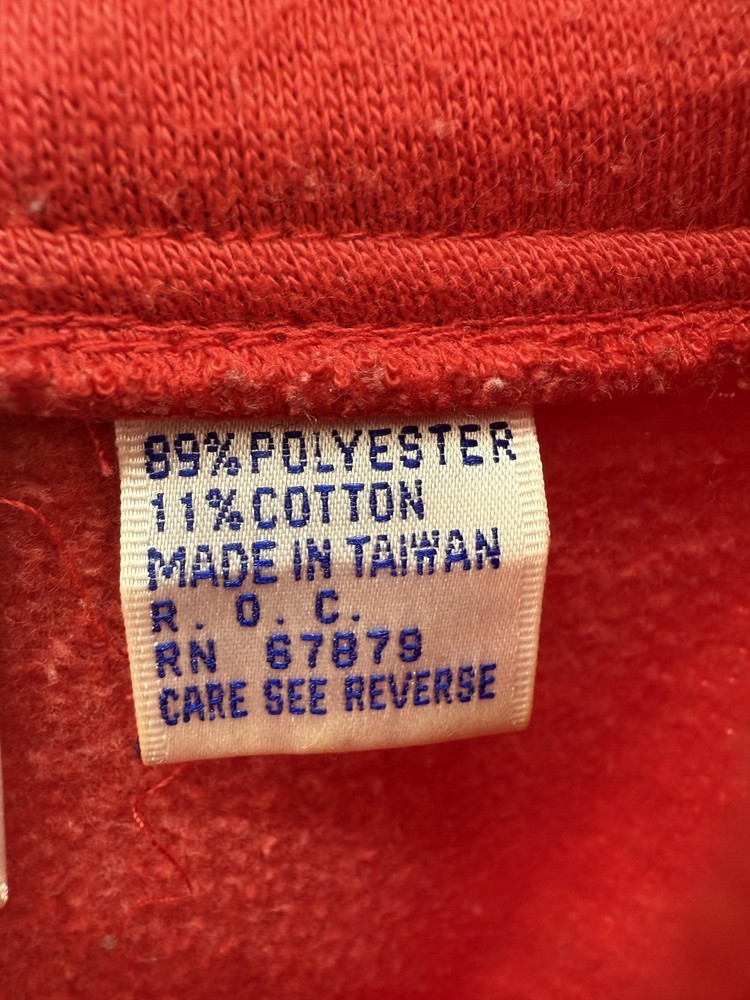 89% POLYESTER
11% COTTON
MADE IN TAIWAN
R. O. C.
RN 67879
CARE SEE REVERSE